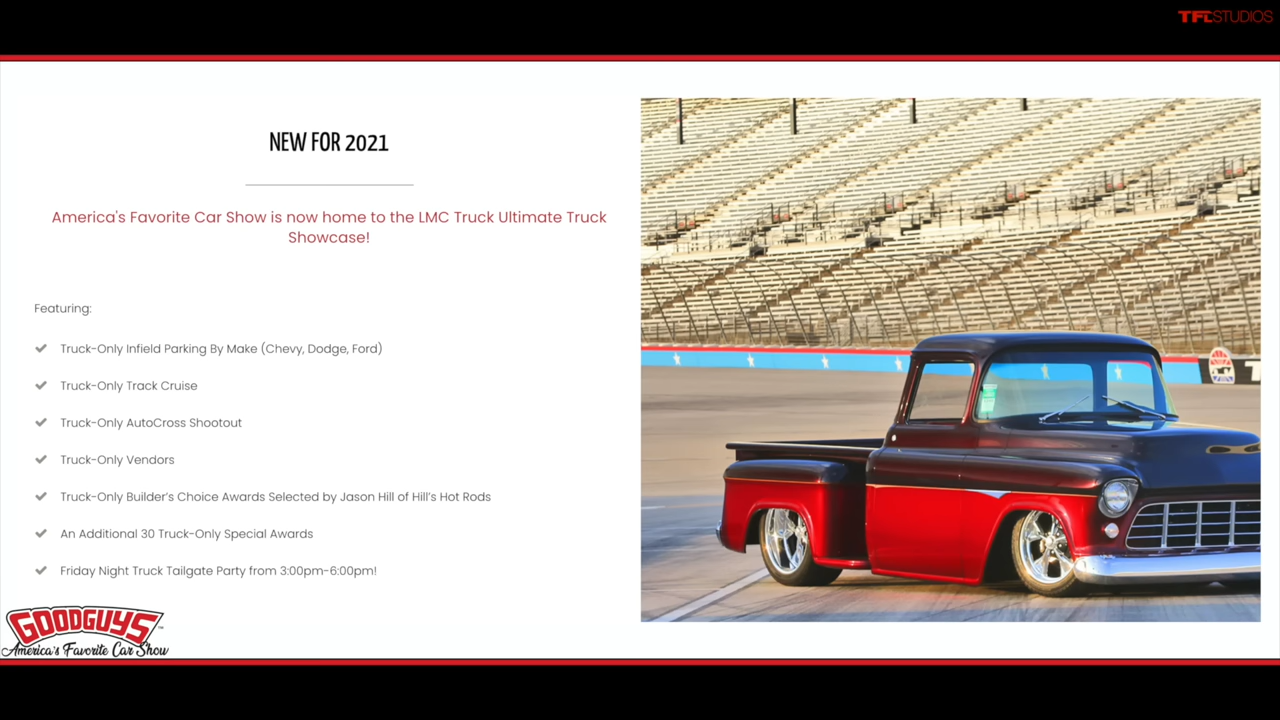 TFLSTUDIOS
NEW FOR 2021
America's Favorite Car Show is now home to the LMC Truck Ultimate Truck
Showcase!
Featuring:
Truck-Only Infield Parking By Make (Chevy, Dodge, Ford)
Truck-Only Track Cruise
Truck-Only AutoCross Shootout
Truck-Only Vendors
Truck-Only Builder’s Choice Awards Selected by Jason Hill of Hill’s Hot Rods
An Additional 30 Truck-Only Special Awards
Friday Night Truck Tailgate Party from 3:00pm-6:00pm!
GOODGUYS
America's Favorite Car Show